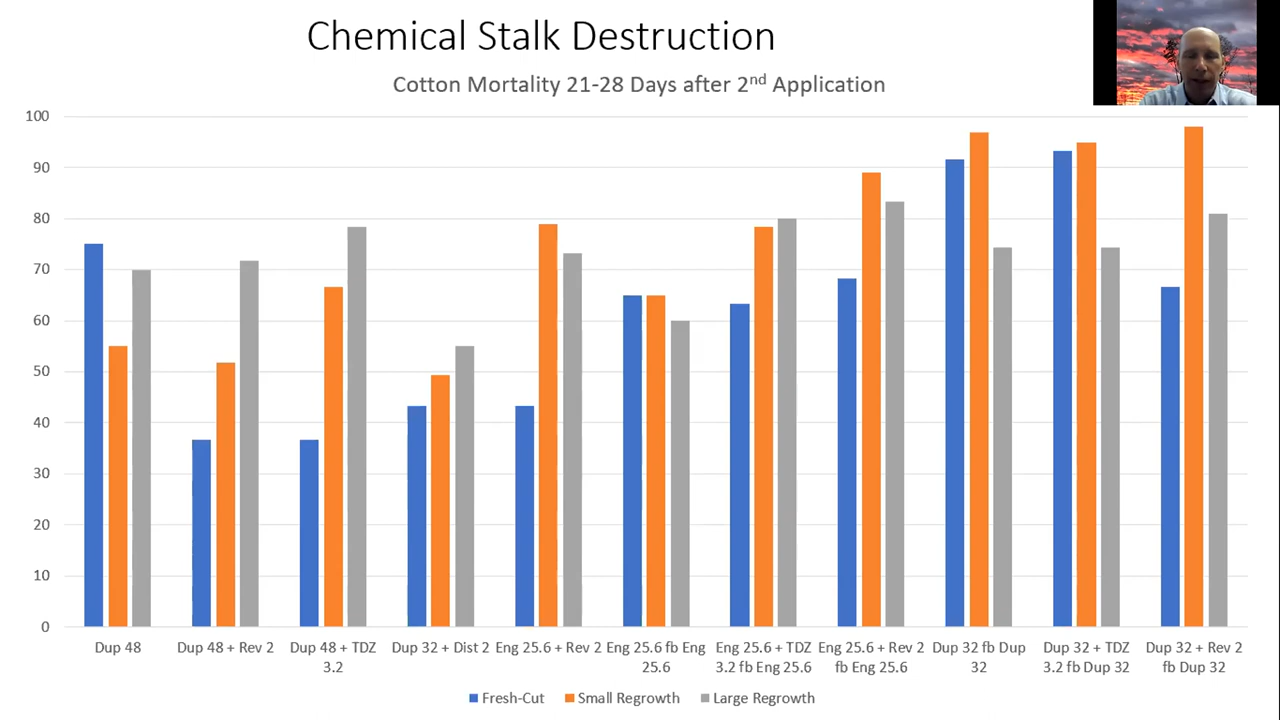 Chemical Stalk Destruction
Cotton Mortality 21-28 Days after 2nd Application
100
90
80
70
60
50
40
30
20
10
0
Dup 48
Dup 48 + Rev 2
Dup 48 + TDZ
3.2
Dup 32 + Dist 2
Eng 25.6 + Rev 2
Eng 25.6 fb Eng
25.6
Eng 25.6 + TDZ
3.2 fb Eng 25.6
Eng 25.6 + Rev 2
fb Eng 25.6
Dup 32 fb Dup
32
Dup 32 + TDZ
3.2 fb Dup 32
Dup 32 + Rev 2
fb Dup 32
Fresh-Cut
Small Regrowth
Large Regrowth